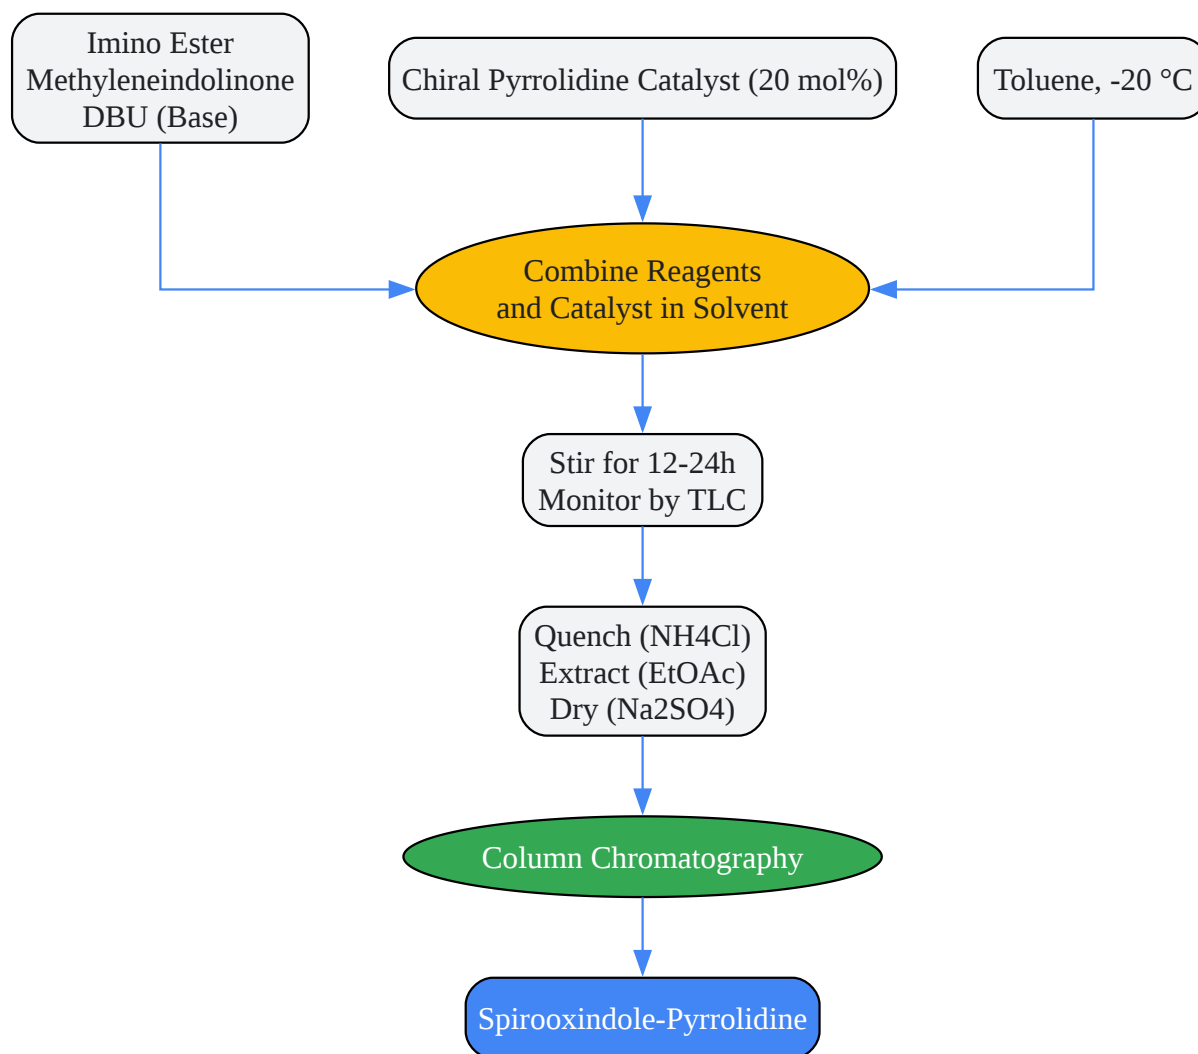 Imino Ester
Methyleneindolinone
DBU (Base)
Chiral Pyrrolidine Catalyst (20 mol%)
Toluene, -20 °C
Combine Reagents
and Catalyst in Solvent
Stir for 12-24h
Monitor by TLC
Quench (NH4Cl)
Extract (EtOAc)
Dry (Na2SO4)
Column Chromatography
Spirooxindole-Pyrrolidine